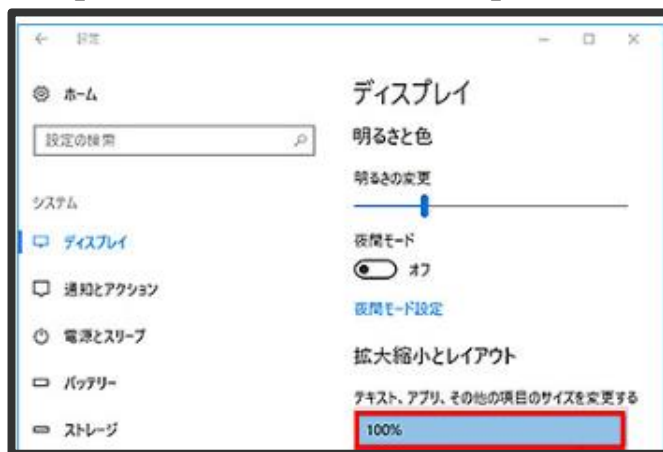 設定
ホーム
設定の検索
システム
ディスプレイ
通知とアクション
電源とスリープ
バッテリー
ストレージ
ディスプレイ
明るさと色
明るさの変更
夜間モード
オフ
夜間モード設定
拡大縮小とレイアウト
テキスト、アプリ、その他の項目のサイズを変更する
100%